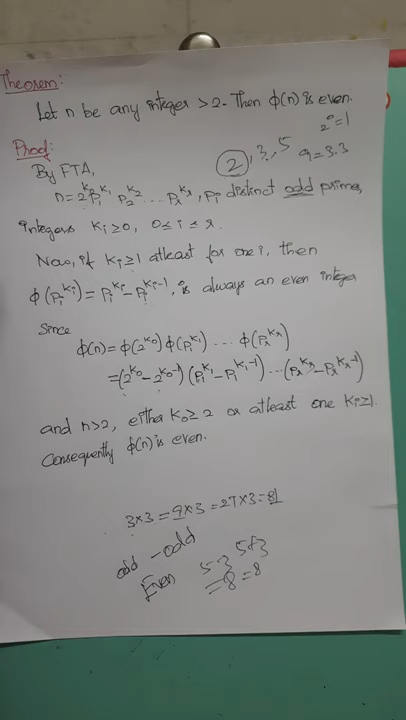 Theorem:
Let n be any integer > 2. Then ϕ(n) is even.
2⁰=1
Proof:
2, 3, 5
By FTA,
9=3.3
n=2^k₀ p₁^k₁ p₂^k₂ ... pᵣ^kᵣ, pᵢ distinct odd primes,
integers kᵢ≥0, 0≤i≤r.
Now, if kᵢ≥1 atleast for one i, then
ϕ(pᵢ^kᵢ) = pᵢ^kᵢ - pᵢ^(kᵢ-1), is always an even integer
Since
ϕ(n)=ϕ(2^k₀)ϕ(p₁^k₁) ... ϕ(pᵣ^kᵣ)
=(2^k₀-2^(k₀-1))(p₁^k₁-p₁^(k₁-1))...(pᵣ^kᵣ-pᵣ^(kᵣ-1))
and n>2, either k₀≥2 or atleast one kᵢ≥1.
Consequently ϕ(n) is even.
3×3=9×3=27×3=81
odd - odd
Even
=8=8